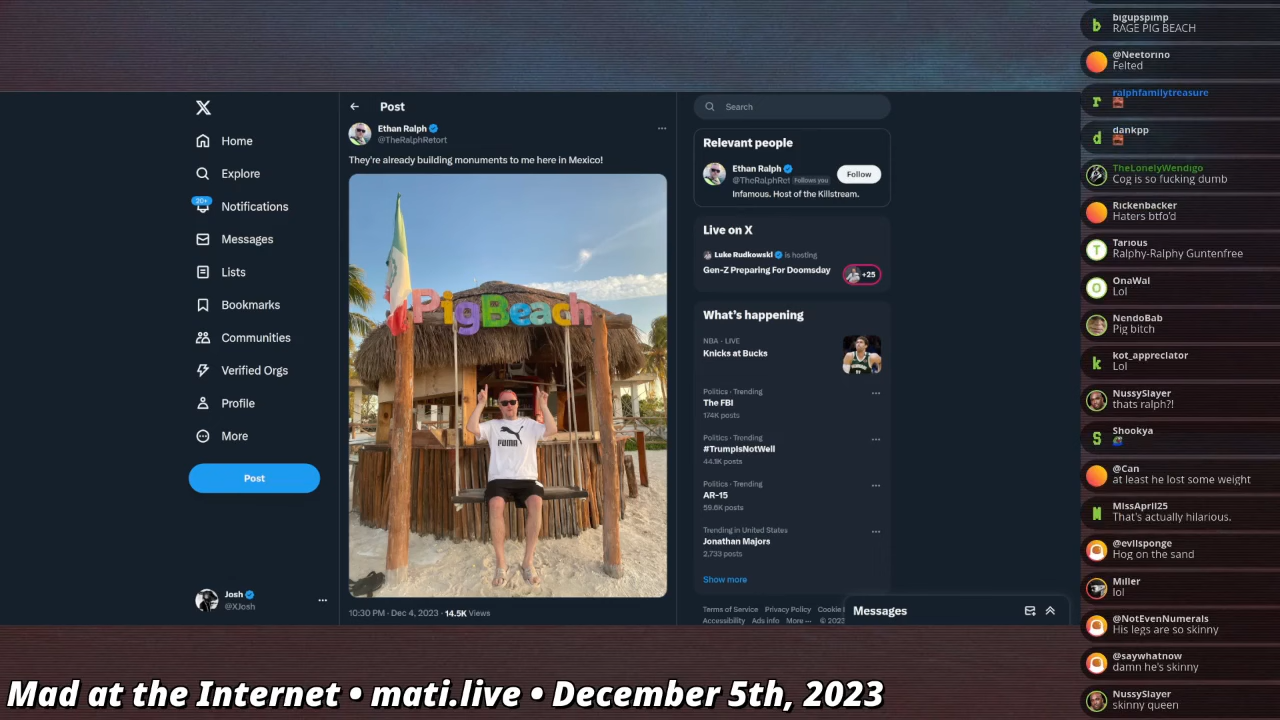 Home
Explore
20+
Notifications
Messages
Lists
Bookmarks
Communities
Verified Orgs
Profile
More
Post
Josh
@XJosh
Post
Ethan Ralph
@TheRalphRetort
They're already building monuments to me here in Mexico!
PigBeach
PUMA
10:30 PM · Dec 4, 2023 · 14.5K Views
Search
Relevant people
Ethan Ralph
@TheRalphRet Follows you
Follow
Infamous. Host of the Killstream.
Live on X
Luke Rudkowski is hosting
Gen-Z Preparing For Doomsday
+25
What's happening
NBA · LIVE
Knicks at Bucks
Politics · Trending
The FBI
174K posts
Politics · Trending
#TrumpIsNotWell
44.1K posts
Politics · Trending
AR-15
59.6K posts
Trending in United States
Jonathan Majors
2,733 posts
Show more
Terms of Service Privacy Policy Cookie
Accessibility Ads info More ··· © 2023
Messages
bigupspimp
RAGE PIG BEACH
@Neetorino
Felted
ralphfamilytreasure
dankpp
TheLonelyWendigo
Cog is so fucking dumb
Rickenbacker
Haters btfo'd
Tarious
Ralphy-Ralphy Guntenfree
OnaWal
Lol
NendoBab
Pig bitch
kot_appreciator
Lol
NussySlayer
thats ralph?!
Shookya
@Can
at least he lost some weight
MissApril25
That's actually hilarious.
@evilsponge
Hog on the sand
Miller
lol
@NotEvenNumerals
His legs are so skinny
@saywhatnow
damn he's skinny
NussySlayer
skinny queen
Mad at the Internet • mati.live • December 5th, 2023